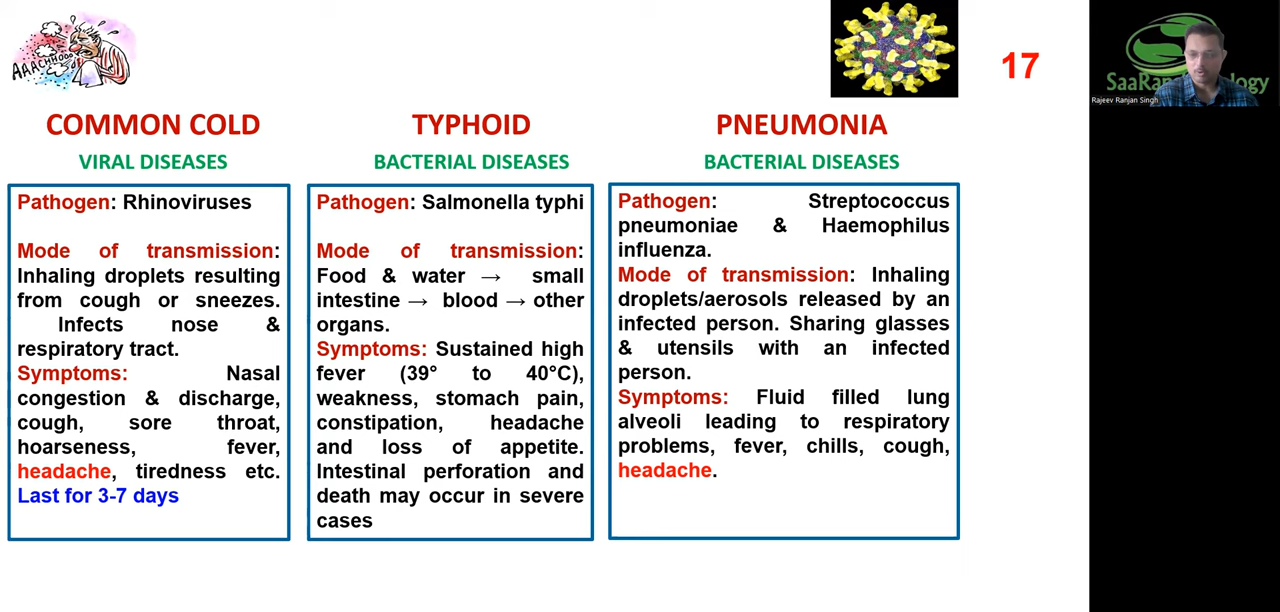 AAACHHOOO
17
SaaRan
logy
Rajeev Ranjan Singh
COMMON COLD
VIRAL DISEASES
Pathogen: Rhinoviruses
Mode of transmission:
Inhaling droplets resulting
from cough or sneezes.
Infects nose &
respiratory tract.
Symptoms: Nasal
congestion & discharge,
cough, sore throat,
hoarseness, fever,
headache, tiredness etc.
Last for 3-7 days
TYPHOID
BACTERIAL DISEASES
Pathogen: Salmonella typhi
Mode of transmission:
Food & water → small
intestine → blood → other
organs.
Symptoms: Sustained high
fever (39° to 40°C),
weakness, stomach pain,
constipation, headache
and loss of appetite.
Intestinal perforation and
death may occur in severe
cases
PNEUMONIA
BACTERIAL DISEASES
Pathogen: Streptococcus
pneumoniae & Haemophilus
influenza.
Mode of transmission: Inhaling
droplets/aerosols released by an
infected person. Sharing glasses
& utensils with an infected
person.
Symptoms: Fluid filled lung
alveoli leading to respiratory
problems, fever, chills, cough,
headache.